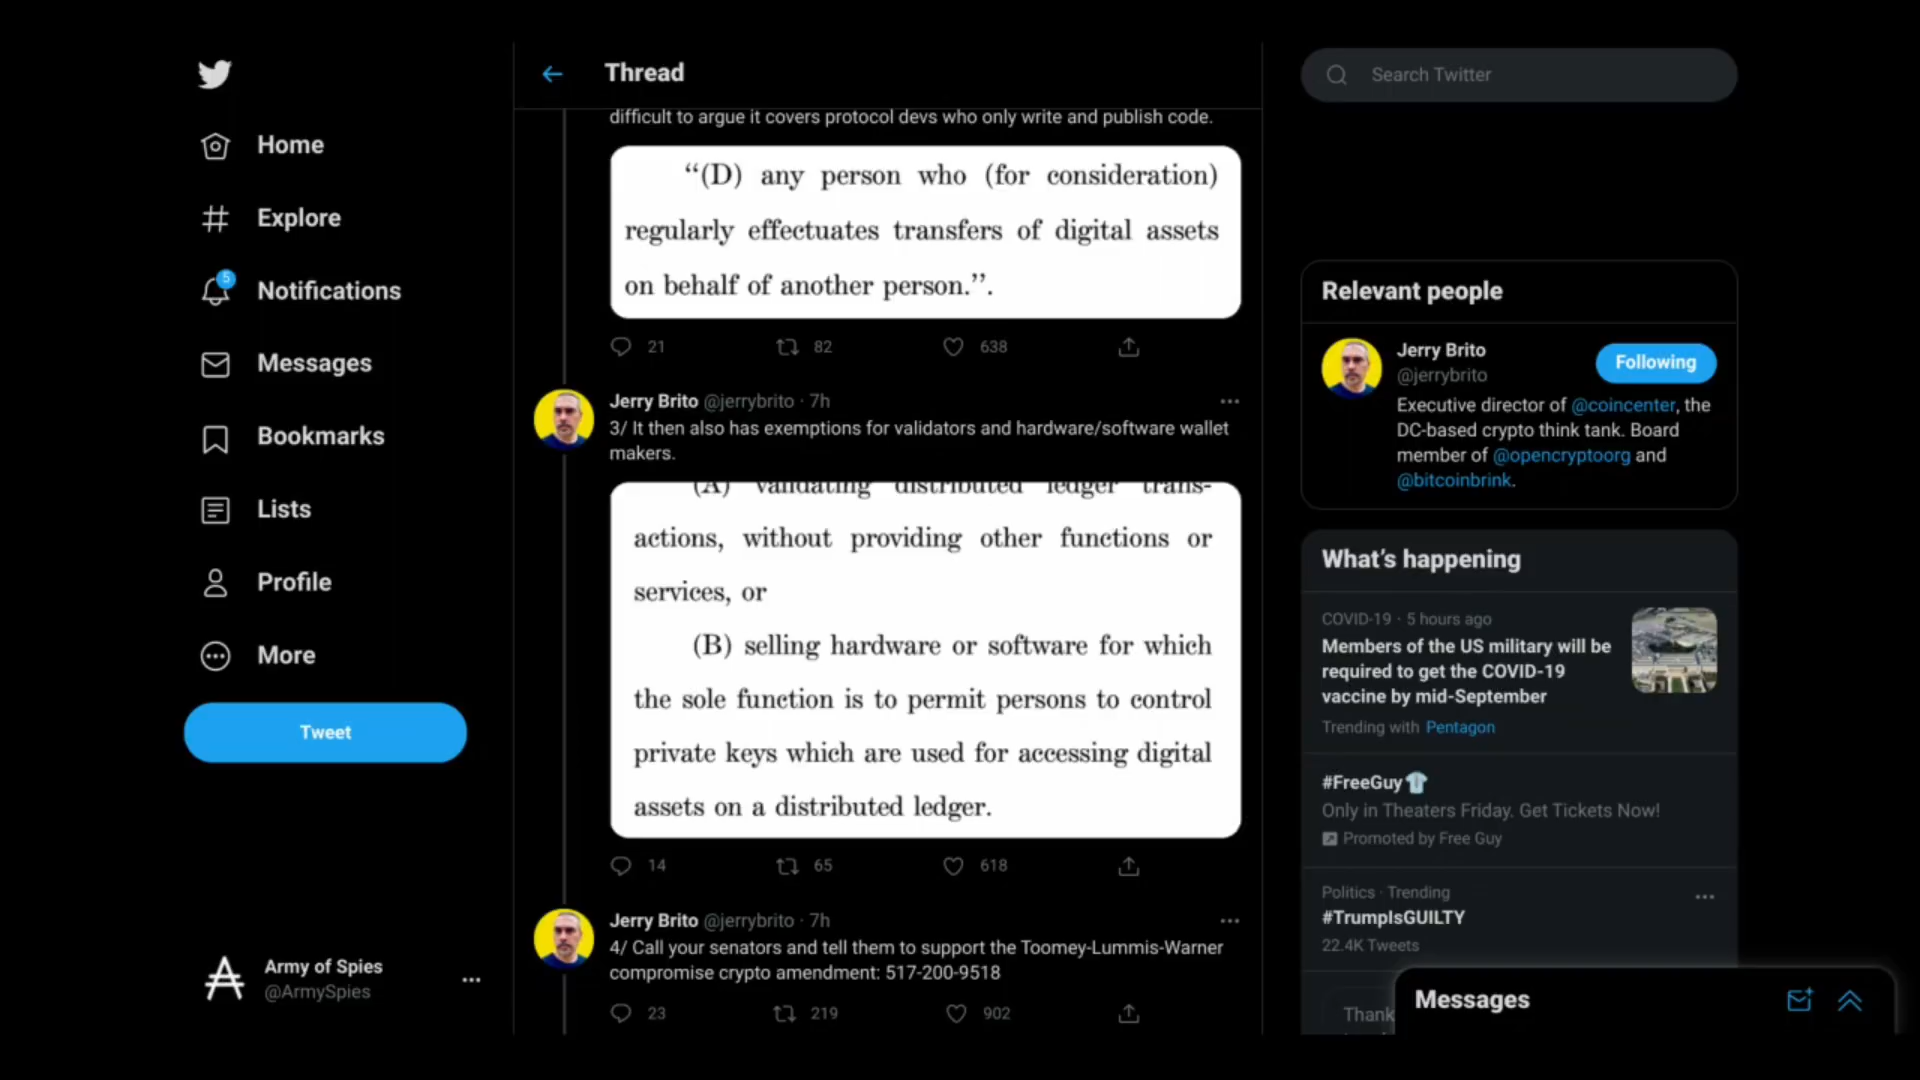 Home
Explore
5
Notifications
Messages
Bookmarks
Lists
Profile
More
Tweet
Army of Spies
@ArmySpies
Thread
difficult to argue it covers protocol devs who only write and publish code.
“(D) any person who (for consideration)
regularly effectuates transfers of digital assets
on behalf of another person.”.
21 82 638
Jerry Brito @jerrybrito · 7h
3/ It then also has exemptions for validators and hardware/software wallet
makers.
(A) validating distributed ledger trans-
actions, without providing other functions or
services, or
(B) selling hardware or software for which
the sole function is to permit persons to control
private keys which are used for accessing digital
assets on a distributed ledger.
14 65 618
Jerry Brito @jerrybrito · 7h
4/ Call your senators and tell them to support the Toomey-Lummis-Warner
compromise crypto amendment: 517-200-9518
23 219 902
Search Twitter
Relevant people
Jerry Brito
@jerrybrito
Following
Executive director of @coincenter, the
DC-based crypto think tank. Board
member of @opencryptoorg and
@bitcoinbrink.
What’s happening
COVID-19 · 5 hours ago
Members of the US military will be
required to get the COVID-19
vaccine by mid-September
Trending with Pentagon
#FreeGuy
Only in Theaters Friday. Get Tickets Now!
Promoted by Free Guy
Politics · Trending
#TrumpIsGUILTY
22.4K Tweets
Thank
Messages